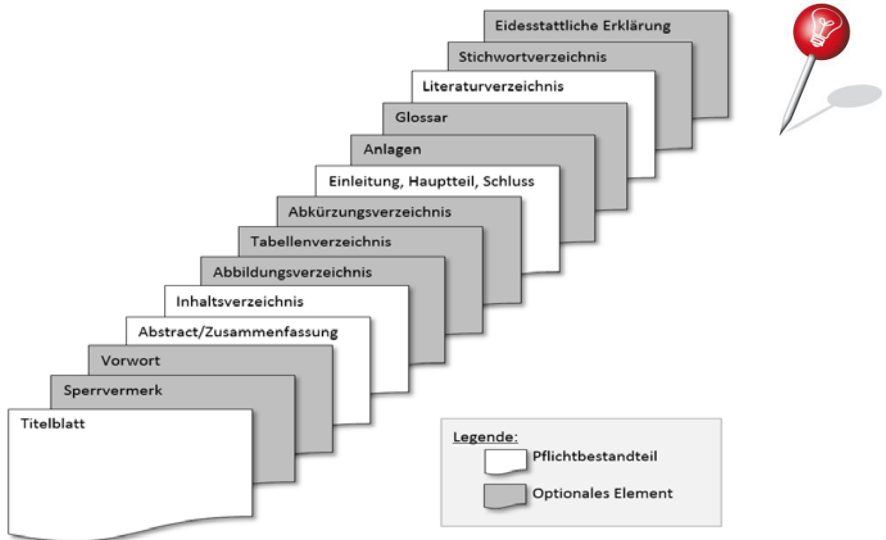 Eidesstattliche Erklärung
Stichwortverzeichnis
Literaturverzeichnis
Glossar
Anlagen
Einleitung, Hauptteil, Schluss
Abkürzungsverzeichnis
Tabellenverzeichnis
Abbildungsverzeichnis
Inhaltsverzeichnis
Abstract/Zusammenfassung
Vorwort
Sperrvermerk
Titelblatt
Legende:
Pflichtbestandteil
Optionales Element